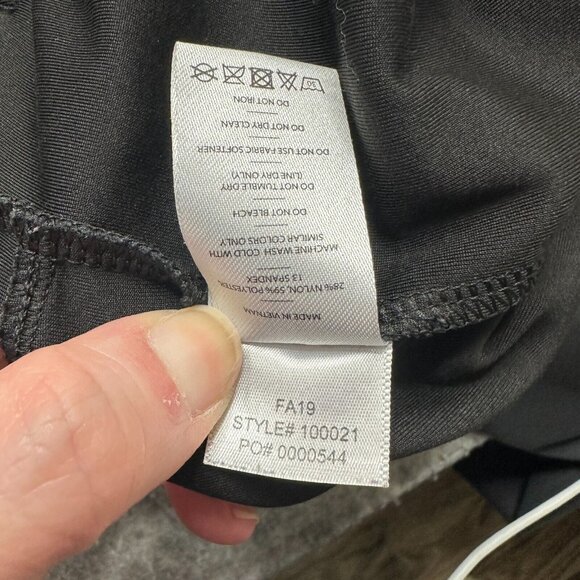 MADE IN VIETNAM
28% NYLON, 59% POLYESTER,
13 SPANDEX
MACHINE WASH COLD WITH
SIMILAR COLORS ONLY
DO NOT BLEACH
DO NOT TUMBLE DRY
(LINE DRY ONLY)
DO NOT USE FABRIC SOFTENER
DO NOT DRY CLEAN
DO NOT IRON
30
FA19
STYLE# 100021
PO# 0000544